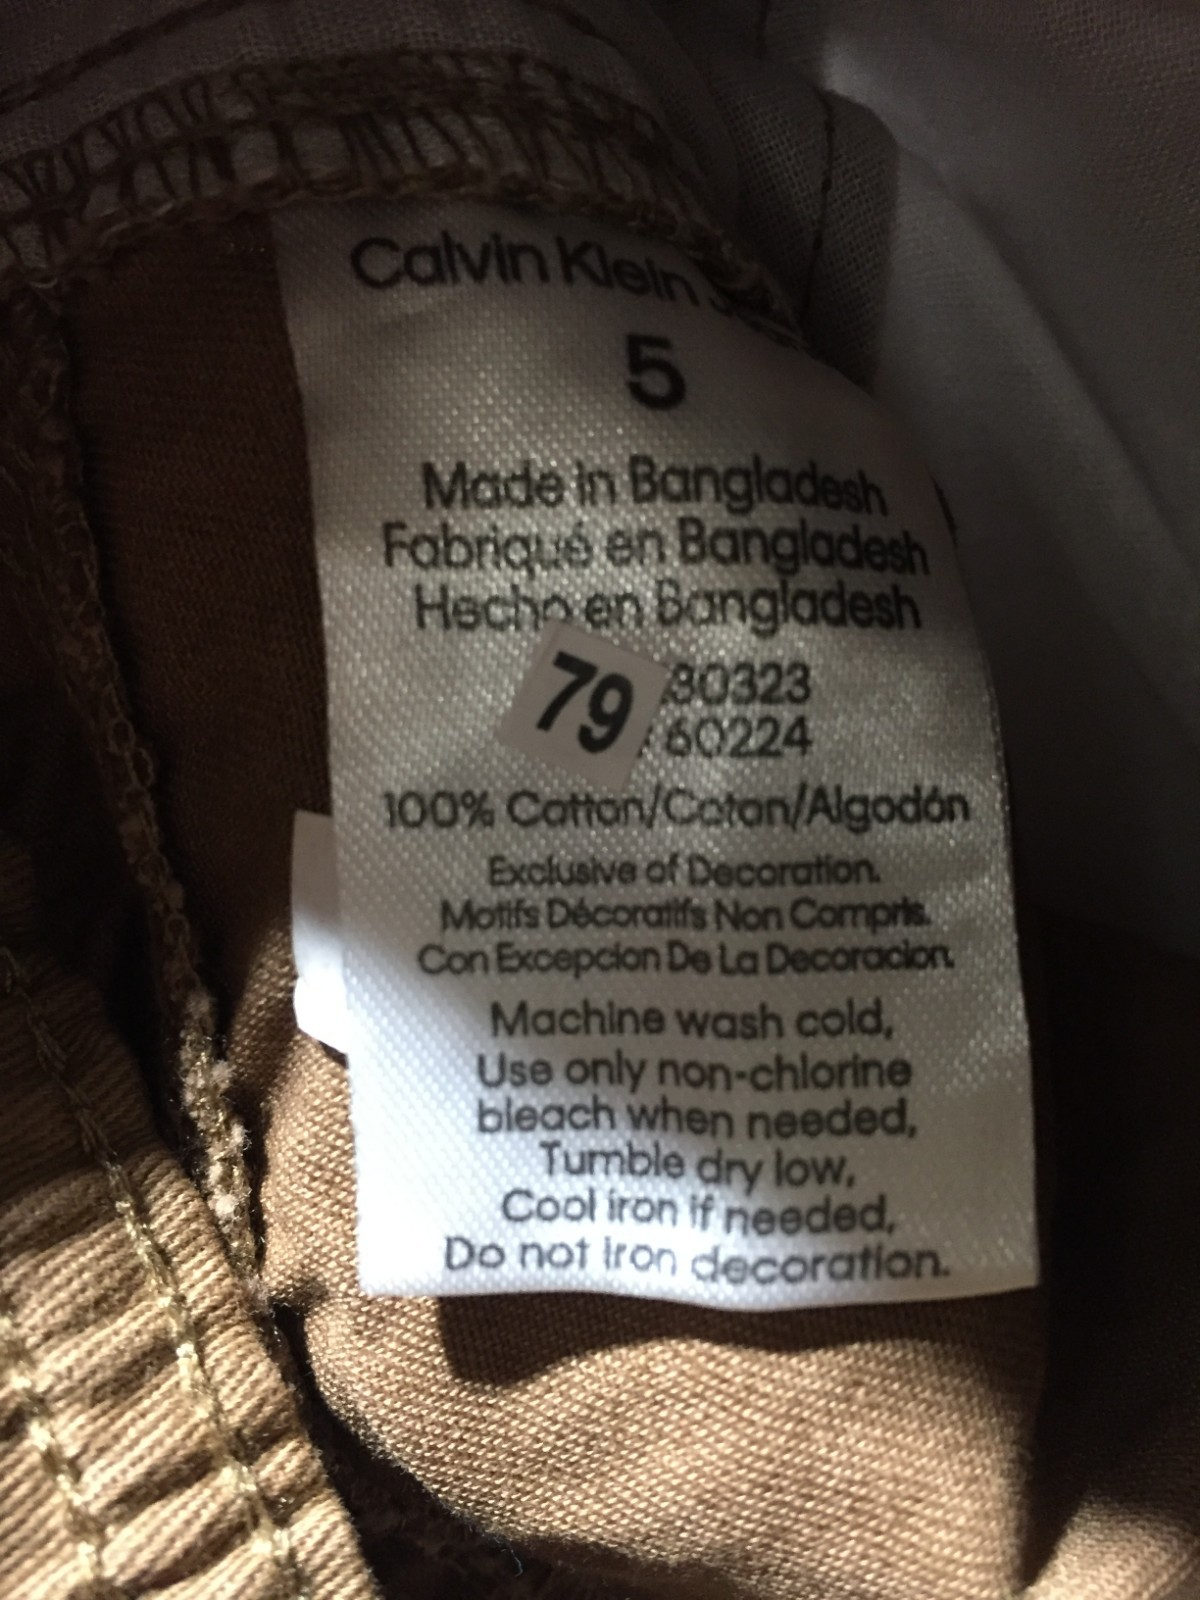 Calvin Klein
5
Made in Bangladesh
Fabriqué en Bangladesh
Hecho en Bangladesh
79
30323
60224
100% Cotton/Coton/Algodón
Exclusive of Decoration.
Motifs Décoratifs Non Compris.
Con Excepcion De La Decoracion.
Machine wash cold,
Use only non-chlorine
bleach when needed,
Tumble dry low,
Cool iron if needed,
Do not iron decoration.